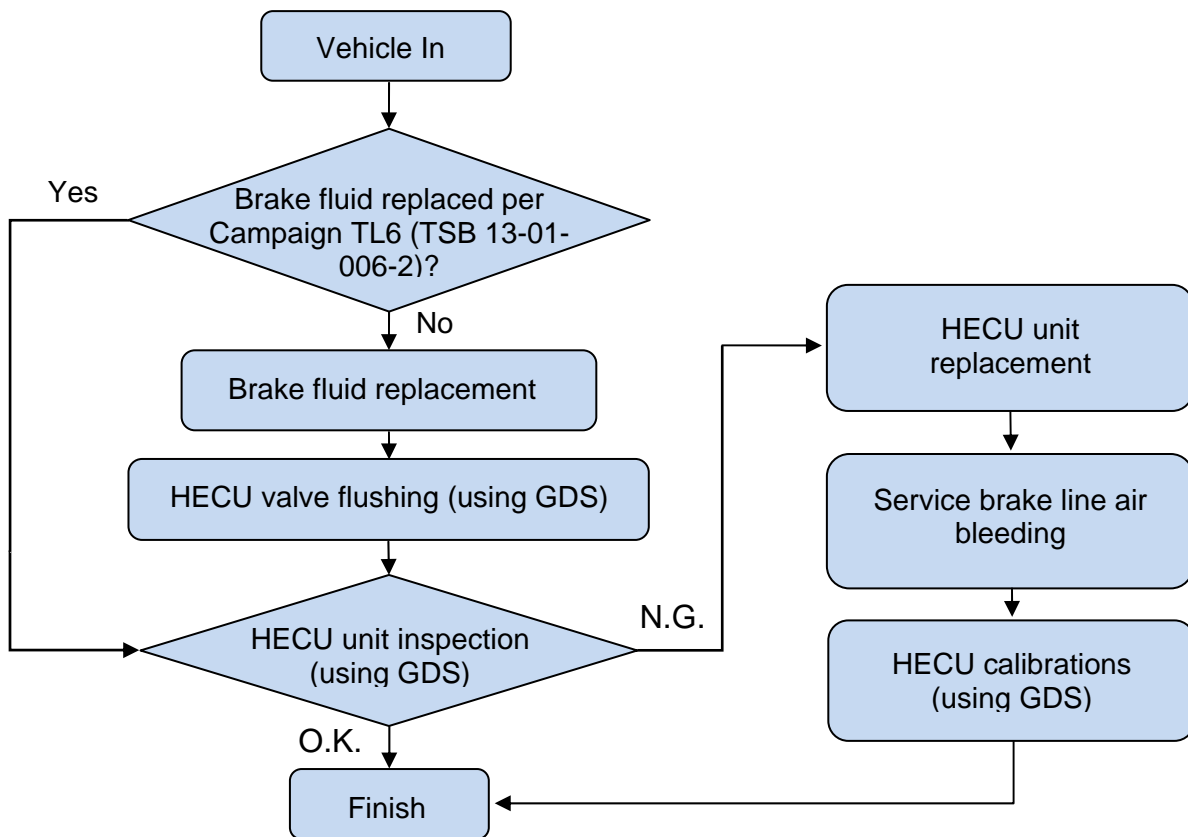 Vehicle In
Yes
Brake fluid replaced per
Campaign TL6 (TSB 13-01-
006-2)?
No
Brake fluid replacement
HECU valve flushing (using GDS)
HECU unit inspection
(using GDS)
N.G.
O.K.
Finish
HECU unit
replacement
Service brake line air
bleeding
HECU calibrations
(using GDS)